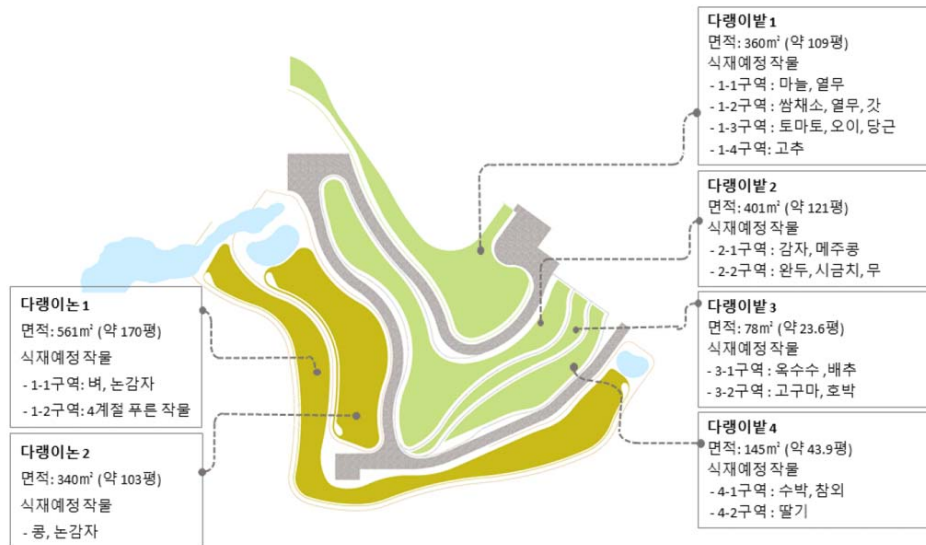 다랭이밭 1
면적: 360㎡ (약 109평)
식재예정 작물
- 1-1구역 : 마늘, 열무
- 1-2구역 : 쌈채소, 열무, 갓
- 1-3구역 : 토마토, 오이, 당근
- 1-4구역: 고추
다랭이밭 2
면적: 401㎡ (약 121평)
식재예정 작물
- 2-1구역 : 감자, 메주콩
- 2-2구역 : 완두, 시금치, 무
다랭이밭 3
면적: 78㎡ (약 23.6평)
식재예정 작물
- 3-1구역 : 옥수수 , 배추
- 3-2구역 : 고구마, 호박
다랭이밭 4
면적: 145㎡ (약 43.9평)
식재예정 작물
- 4-1구역 : 수박, 참외
- 4-2구역 : 딸기
다랭이논 1
면적: 561㎡ (약 170평)
식재예정 작물
- 1-1구역: 벼, 논감자
- 1-2구역: 4계절 푸른 작물
다랭이논 2
면적: 340㎡ (약 103평)
식재예정 작물
- 콩, 논감자